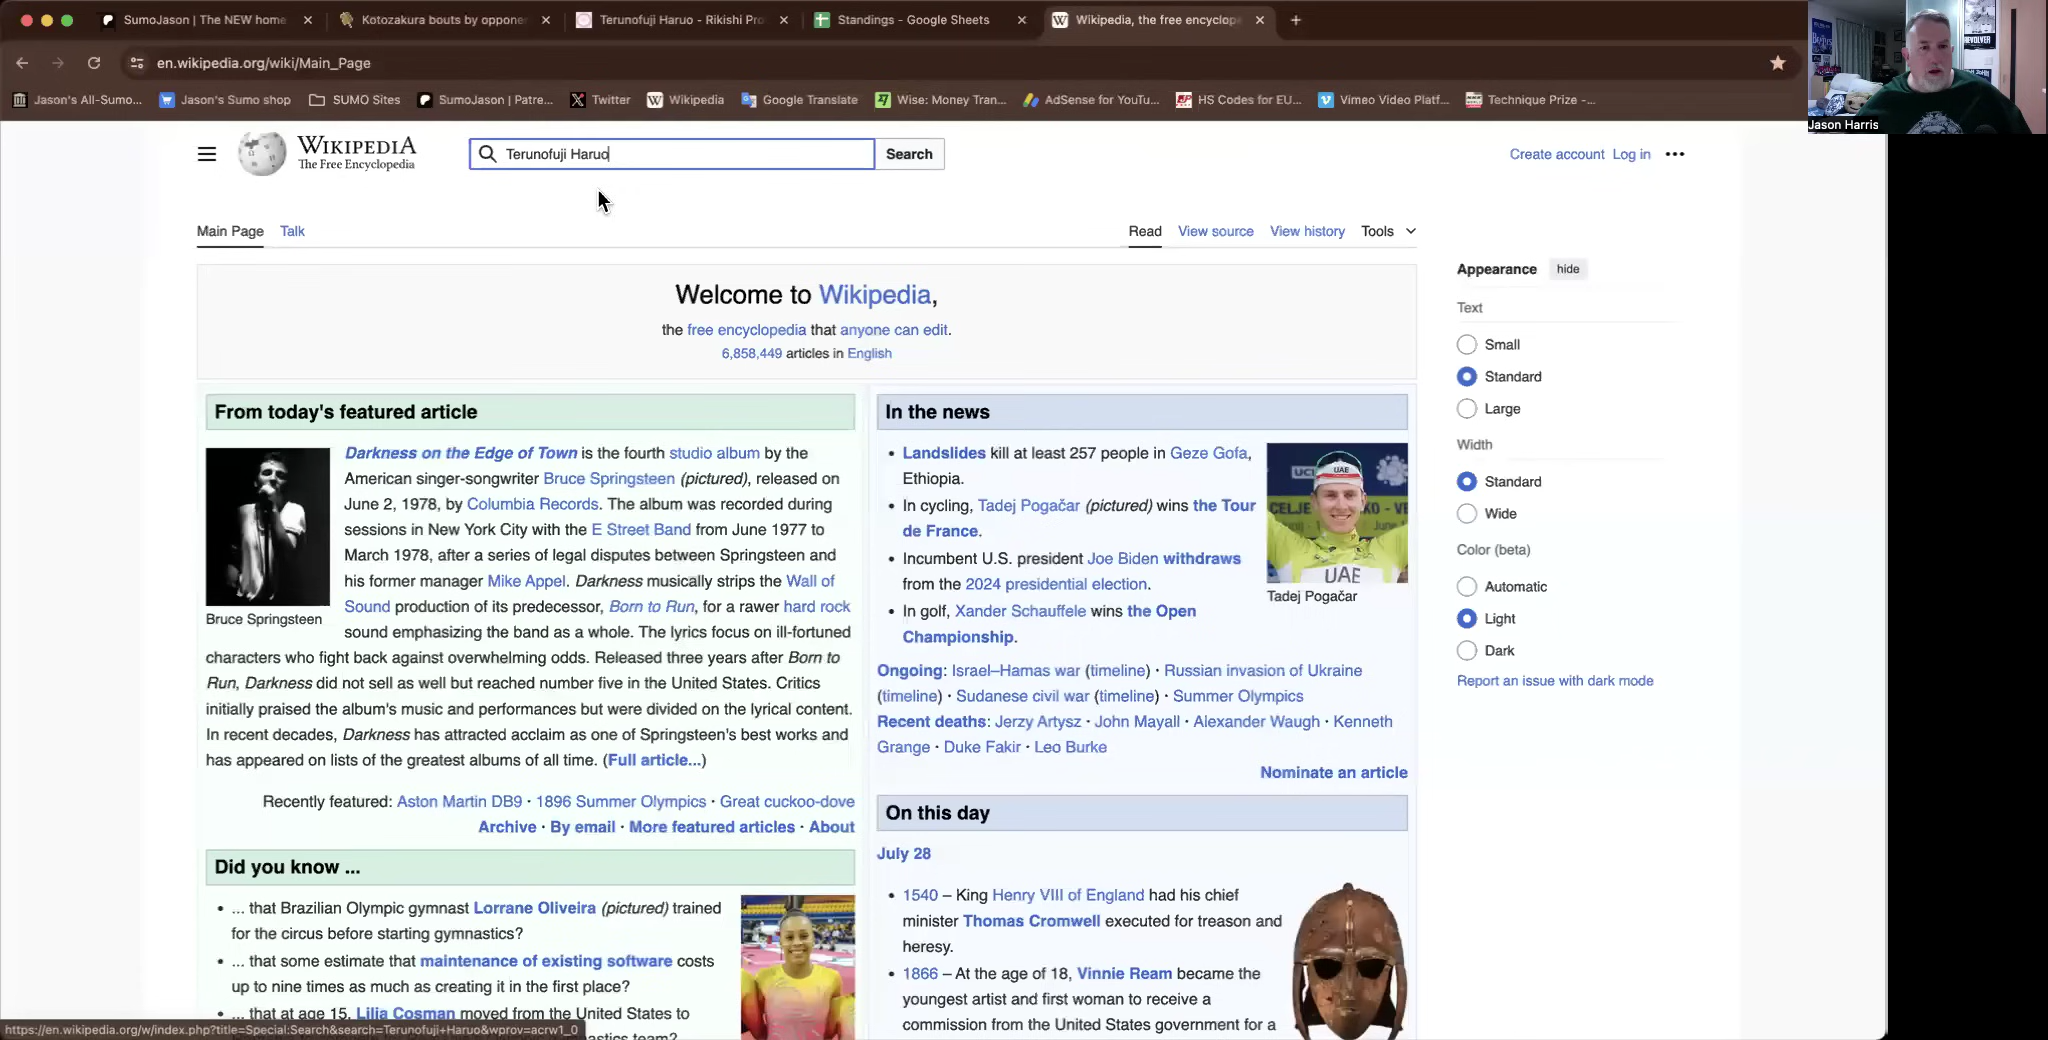 SumoJason | The NEW home
Kotozakura bouts by oppone
Terunofuji Haruo - Rikishi Pro
Standings - Google Sheets
Wikipedia, the free encyclope
en.wikipedia.org/wiki/Main_Page
Jason's All-Sumo...
Jason's Sumo shop
SUMO Sites
SumoJason | Patre...
Twitter
Wikipedia
Google Translate
Wise: Money Tran...
AdSense for YouTu...
HS Codes for EU...
Vimeo Video Platf...
Technique Prize -...
Jason Harris
WIKIPEDIA
The Free Encyclopedia
Terunofuji Haruo
Search
Create account Log in
Main Page Talk
Read View source View history Tools
Welcome to Wikipedia,
the free encyclopedia that anyone can edit.
6,858,449 articles in English
From today's featured article
Darkness on the Edge of Town is the fourth studio album by the
American singer-songwriter Bruce Springsteen (pictured), released on
June 2, 1978, by Columbia Records. The album was recorded during
sessions in New York City with the E Street Band from June 1977 to
March 1978, after a series of legal disputes between Springsteen and
his former manager Mike Appel. Darkness musically strips the Wall of
Sound production of its predecessor, Born to Run, for a rawer hard rock
sound emphasizing the band as a whole. The lyrics focus on ill-fortuned
characters who fight back against overwhelming odds. Released three years after Born to
Run, Darkness did not sell as well but reached number five in the United States. Critics
initially praised the album's music and performances but were divided on the lyrical content.
In recent decades, Darkness has attracted acclaim as one of Springsteen's best works and
has appeared on lists of the greatest albums of all time. (Full article...)
Bruce Springsteen
Recently featured: Aston Martin DB9 · 1896 Summer Olympics · Great cuckoo-dove
Archive · By email · More featured articles · About
Did you know ...
... that Brazilian Olympic gymnast Lorrane Oliveira (pictured) trained
for the circus before starting gymnastics?
... that some estimate that maintenance of existing software costs
up to nine times as much as creating it in the first place?
... that at age 15, Lilia Cosman moved from the United States to
In the news
Landslides kill at least 257 people in Geze Gofa,
Ethiopia.
In cycling, Tadej Pogačar (pictured) wins the Tour
de France.
Incumbent U.S. president Joe Biden withdraws
from the 2024 presidential election.
In golf, Xander Schauffele wins the Open
Championship.
UAE
UAE
Tadej Pogačar
Ongoing: Israel–Hamas war (timeline) · Russian invasion of Ukraine
(timeline) · Sudanese civil war (timeline) · Summer Olympics
Recent deaths: Jerzy Artysz · John Mayall · Alexander Waugh · Kenneth
Grange · Duke Fakir · Leo Burke
Nominate an article
On this day
July 28
1540 – King Henry VIII of England had his chief
minister Thomas Cromwell executed for treason and
heresy.
1866 – At the age of 18, Vinnie Ream became the
youngest artist and first woman to receive a
commission from the United States government for a
Appearance hide
Text
Small
Standard
Large
Width
Standard
Wide
Color (beta)
Automatic
Light
Dark
Report an issue with dark mode
https://en.wikipedia.org/w/index.php?title=Special:Search&search=Terunofuji+Haruo&wprov=acrw1_0